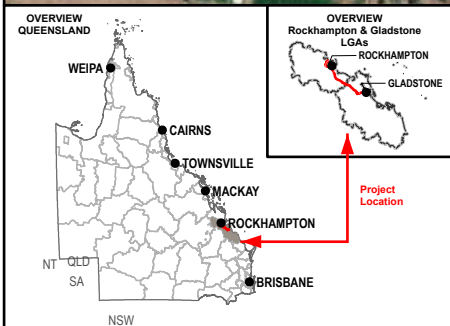 OVERVIEW
QUEENSLAND
WEIPA
CAIRNS
TOWNSVILLE
MACKAY
ROCKHAMPTON
BRISBANE
NT
QLD
SA
NSW
OVERVIEW
Rockhampton & Gladstone
LGAs
ROCKHAMPTON
GLADSTONE
Project
Location